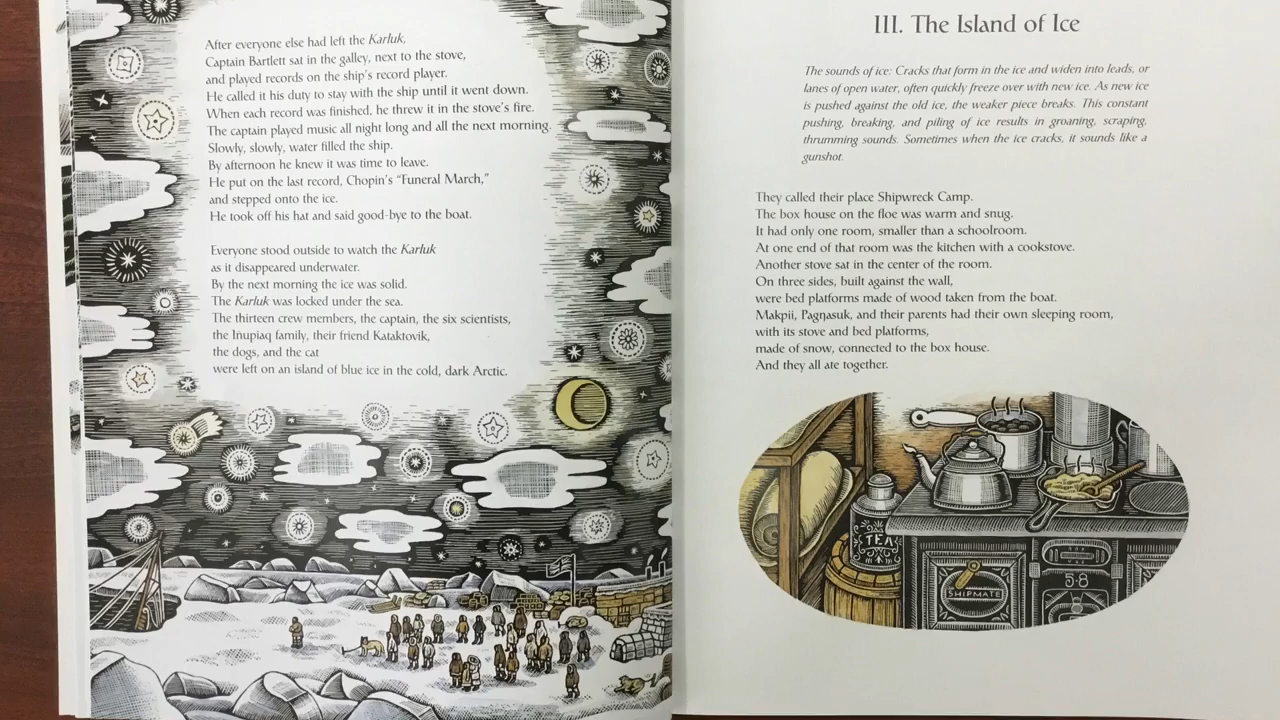 After everyone else had left the Karluk,
Captain Bartlett sat in the galley, next to the stove,
and played records on the ship's record player.
He called it his duty to stay with the ship until it went down.
When each record was finished, he threw it in the stove's fire.
The captain played music all night long and all the next morning.
Slowly, slowly, water filled the ship.
By afternoon he knew it was time to leave.
He put on the last record, Chopin's "Funeral March,"
and stepped onto the ice.
He took off his hat and said good-bye to the boat.
Everyone stood outside to watch the Karluk
as it disappeared underwater.
By the next morning the ice was solid.
The Karluk was locked under the sea.
The thirteen crew members, the captain, the six scientists,
the Iñupiaq family, their friend Kataktovik,
the dogs, and the cat
were left on an island of blue ice in the cold, dark Arctic.
III. The Island of Ice
The sounds of ice: Cracks that form in the ice and widen into leads, or
lanes of open water, often quickly freeze over with new ice. As new ice
is pushed against the old ice, the weaker piece breaks. This constant
pushing, breaking, and piling of ice results in groaning, scraping,
thrumming sounds. Sometimes when the ice cracks, it sounds like a
gunshot.
They called their place Shipwreck Camp.
The box house on the floe was warm and snug.
It had only one room, smaller than a schoolroom.
At one end of that room was the kitchen with a cookstove.
Another stove sat in the center of the room.
On three sides, built against the wall,
were bed platforms made of wood taken from the boat.
Makpii, Pagnasuk, and their parents had their own sleeping room,
with its stove and bed platforms,
made of snow, connected to the box house.
And they all ate together.
TEA
SHIPMATE
5-8